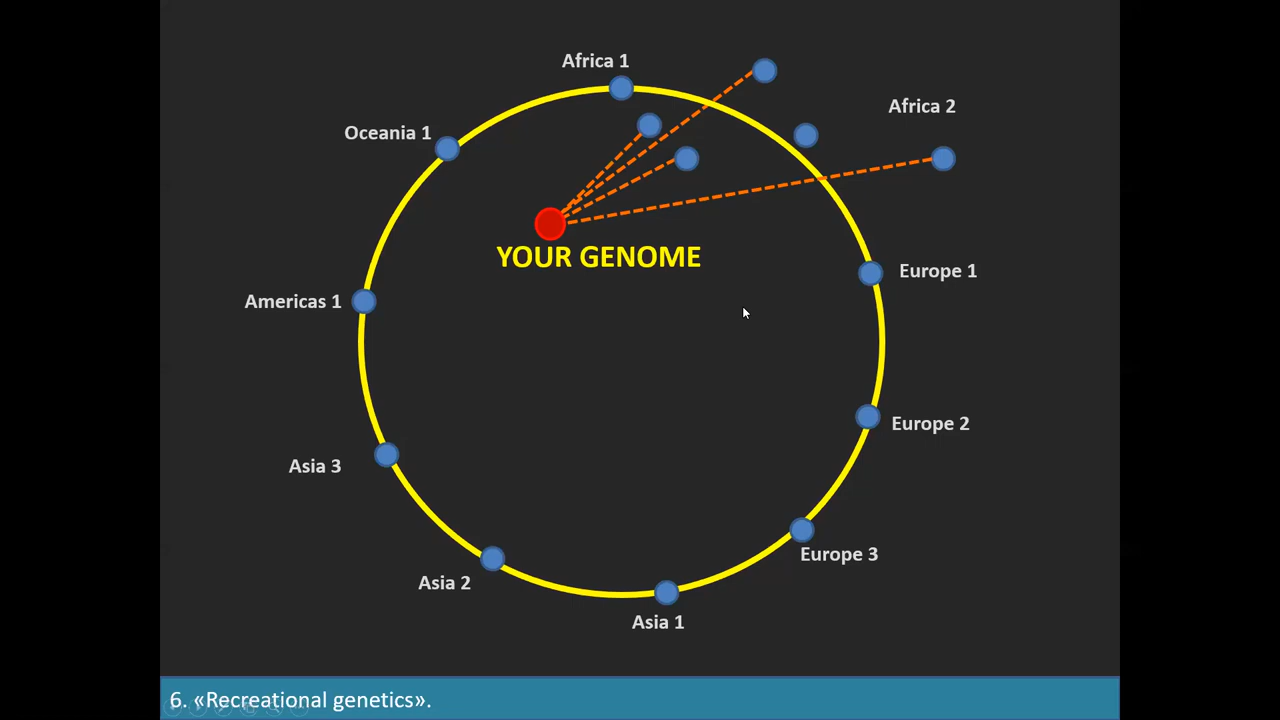 Africa 1
Africa 2
Oceania 1
YOUR GENOME
Europe 1
Americas 1
Europe 2
Asia 3
Europe 3
Asia 2
Asia 1
6. «Recreational genetics».